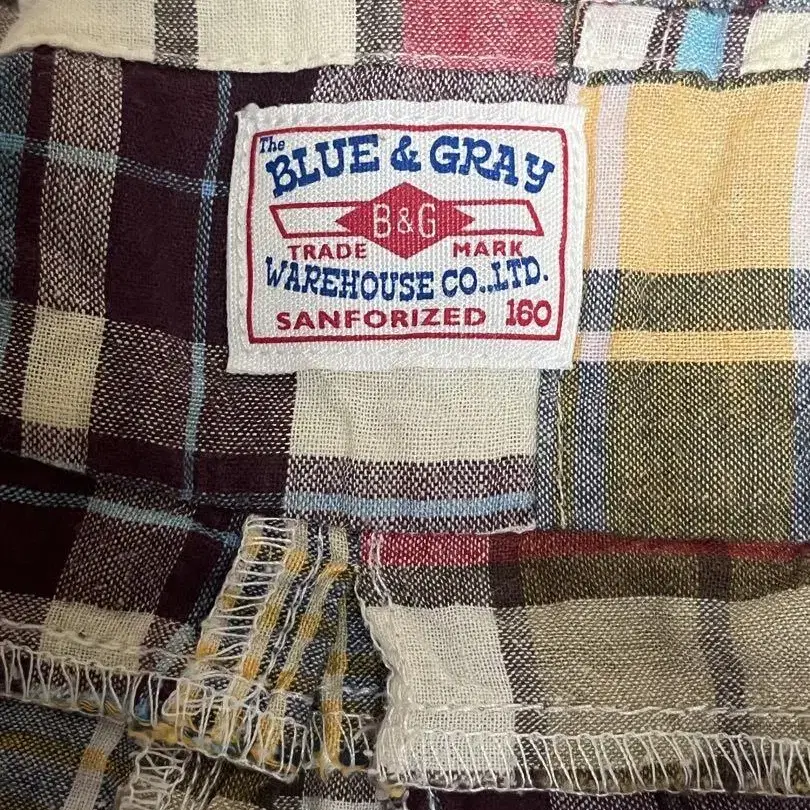 The
BLUE & GRAY
B&G
TRADE MARK
WAREHOUSE CO.,LTD.
SANFORIZED 160